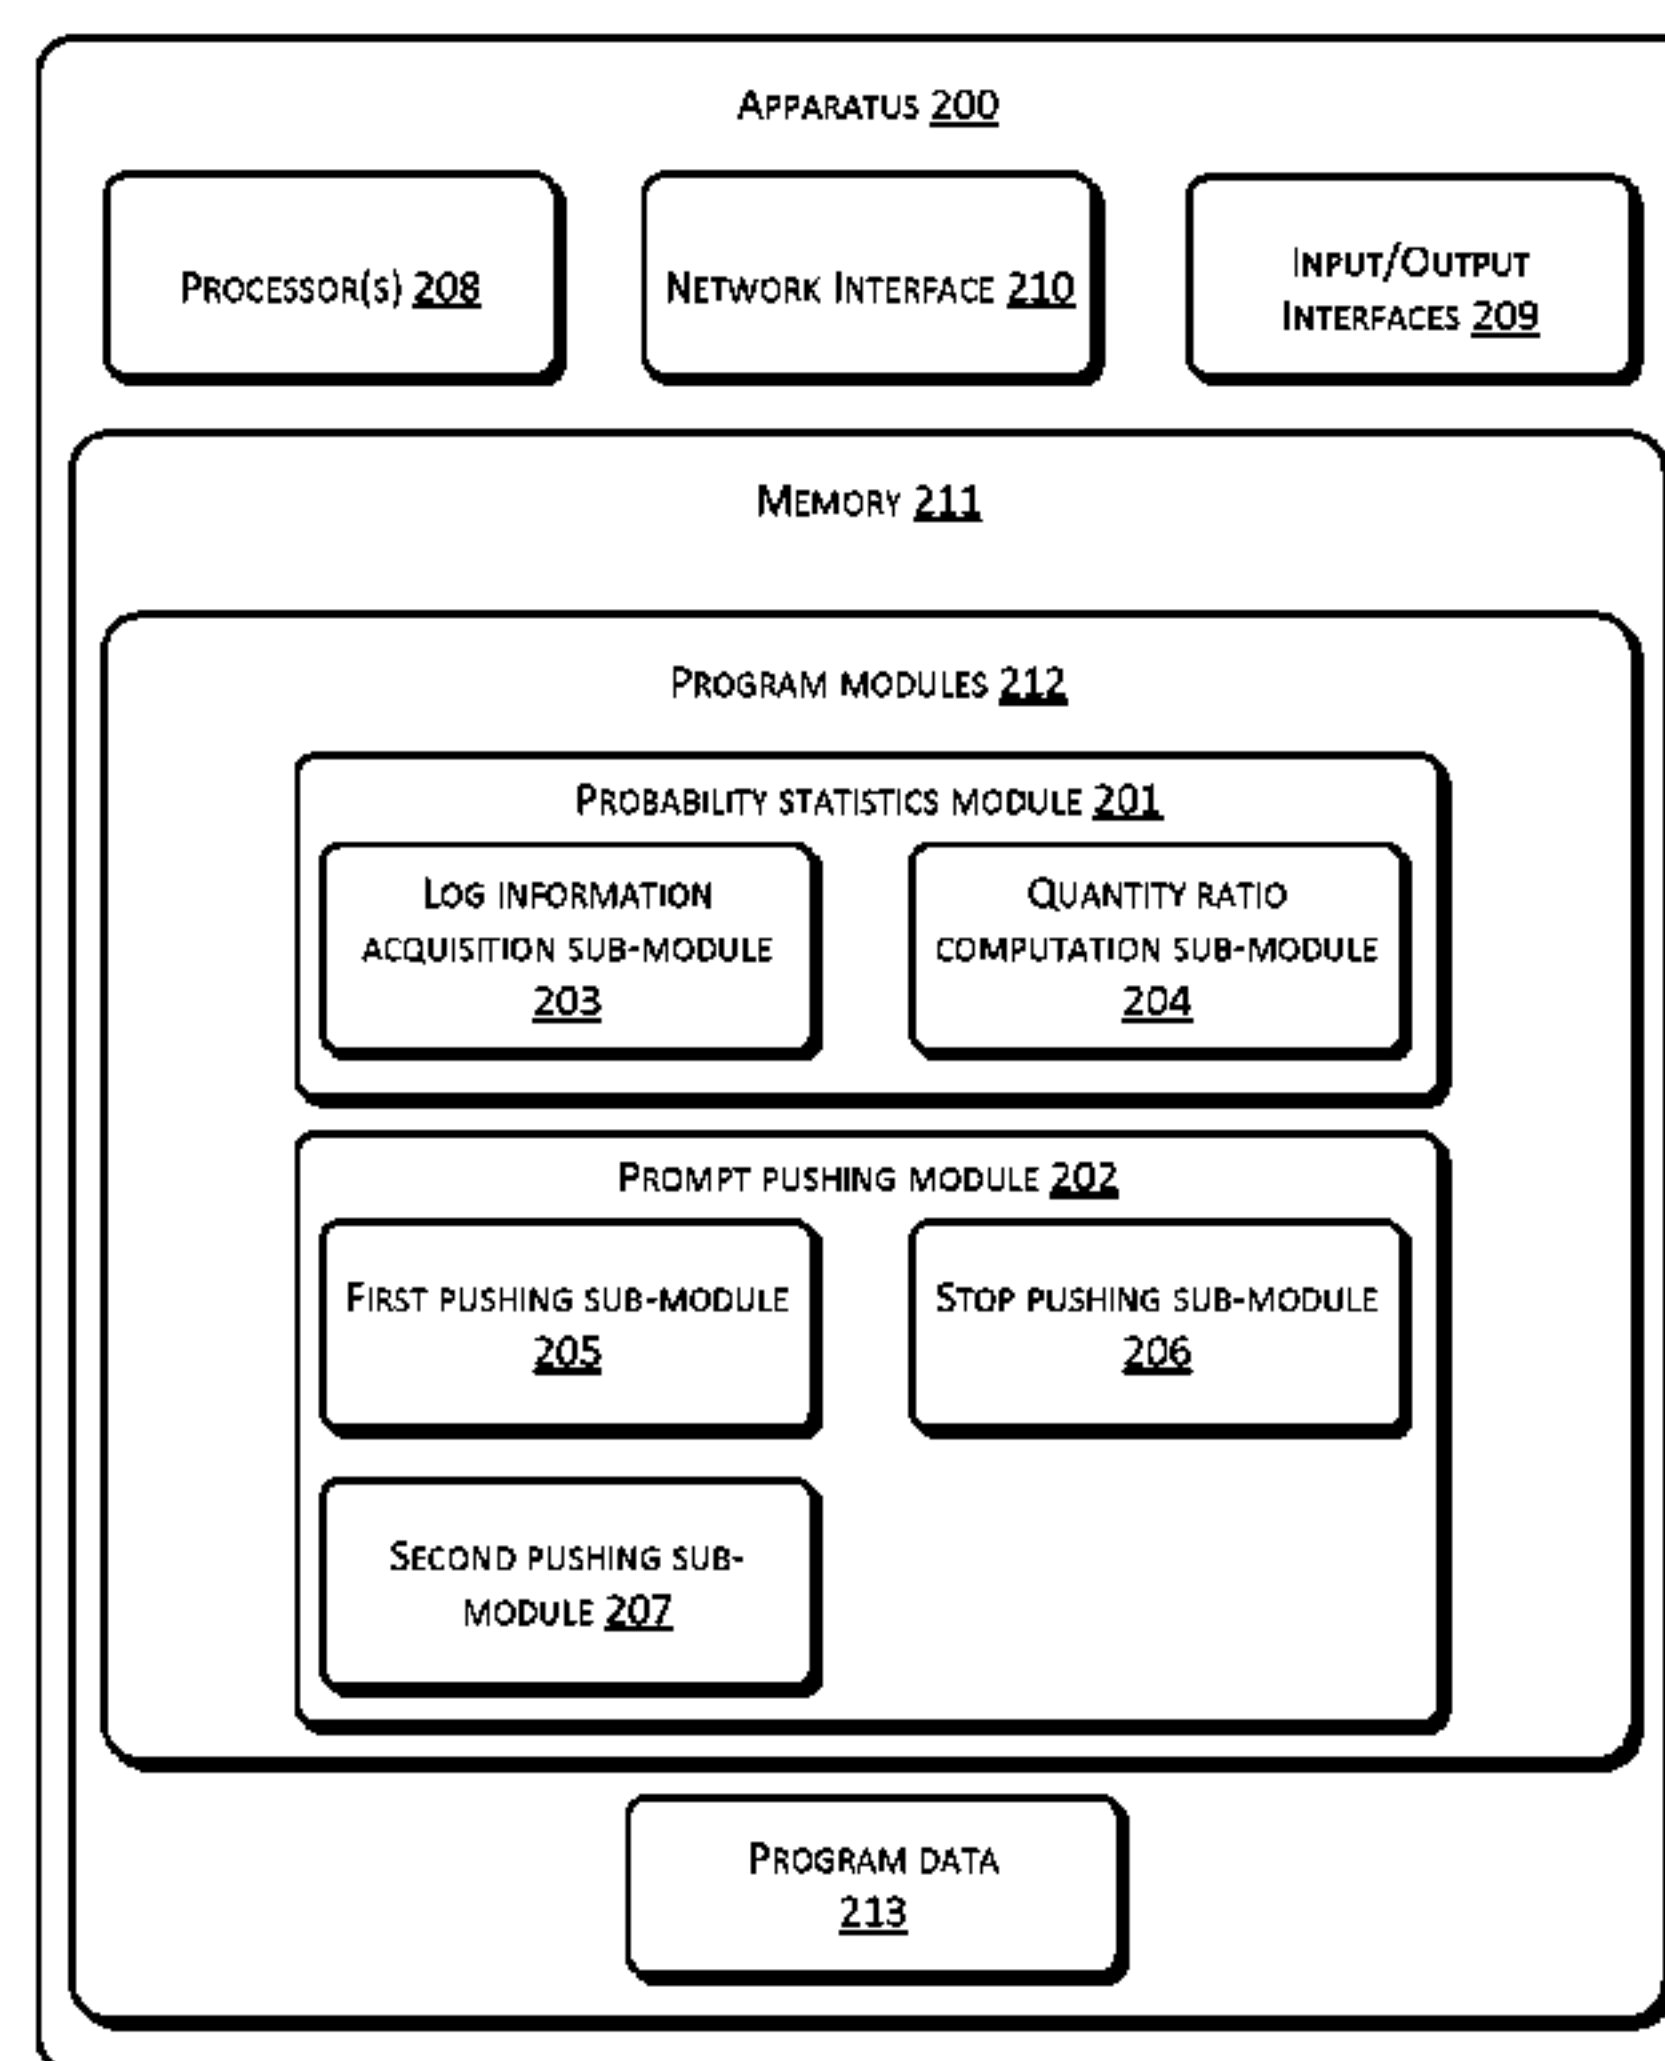 APPARATUS 200
PROCESSOR(S) 208
NETWORK INTERFACE 210
INPUT/OUTPUT
INTERFACES 209
MEMORY 211
PROGRAM MODULES 212
PROBABILITY STATISTICS MODULE 201
LOG INFORMATION
ACQUISITION SUB-MODULE
203
QUANTITY RATIO
COMPUTATION SUB-MODULE
204
PROMPT PUSHING MODULE 202
FIRST PUSHING SUB-MODULE
205
STOP PUSHING SUB-MODULE
206
SECOND PUSHING SUB-
MODULE 207
PROGRAM DATA
213